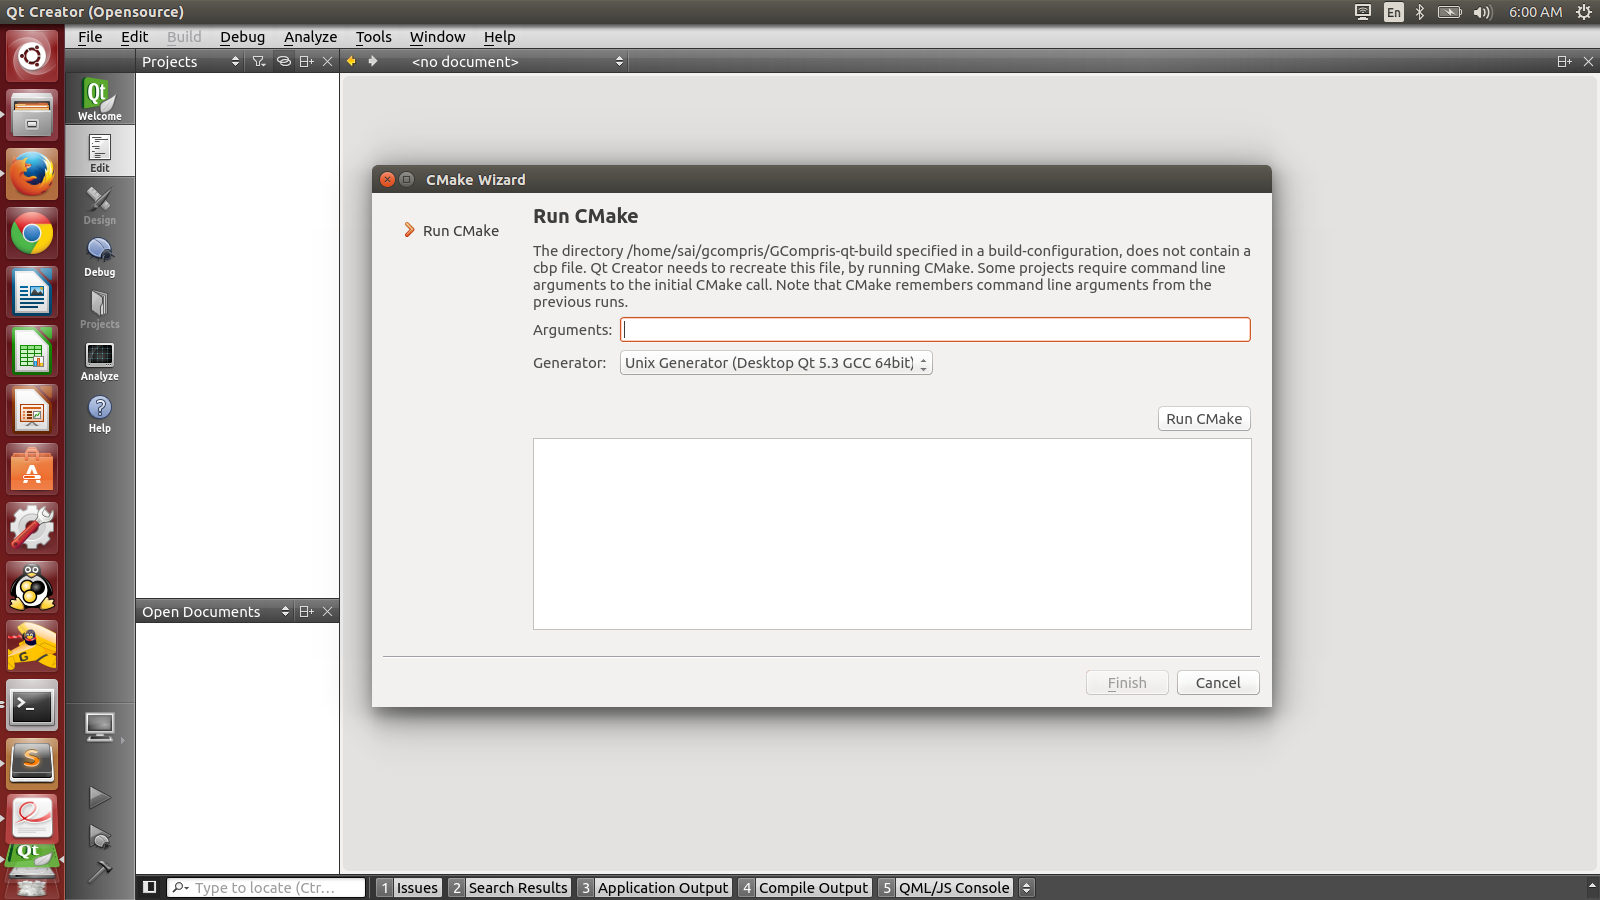 Qt Creator (Opensource)
En
6:00 AM
File Edit Build Debug Analyze Tools Window Help
Projects
<no document>
Qt
Welcome
Edit
Design
Debug
Projects
Analyze
Help
CMake Wizard
Run CMake
Run CMake
The directory /home/sai/gcompris/GCompris-qt-build specified in a build-configuration, does not contain a
cbp file. Qt Creator needs to recreate this file, by running CMake. Some projects require command line
arguments to the initial CMake call. Note that CMake remembers command line arguments from the
previous runs.
Arguments:
Generator: Unix Generator (Desktop Qt 5.3 GCC 64bit)
Run CMake
Finish Cancel
Open Documents
Qt
Type to locate (Ctr...
1 Issues 2 Search Results 3 Application Output 4 Compile Output 5 QML/JS Console